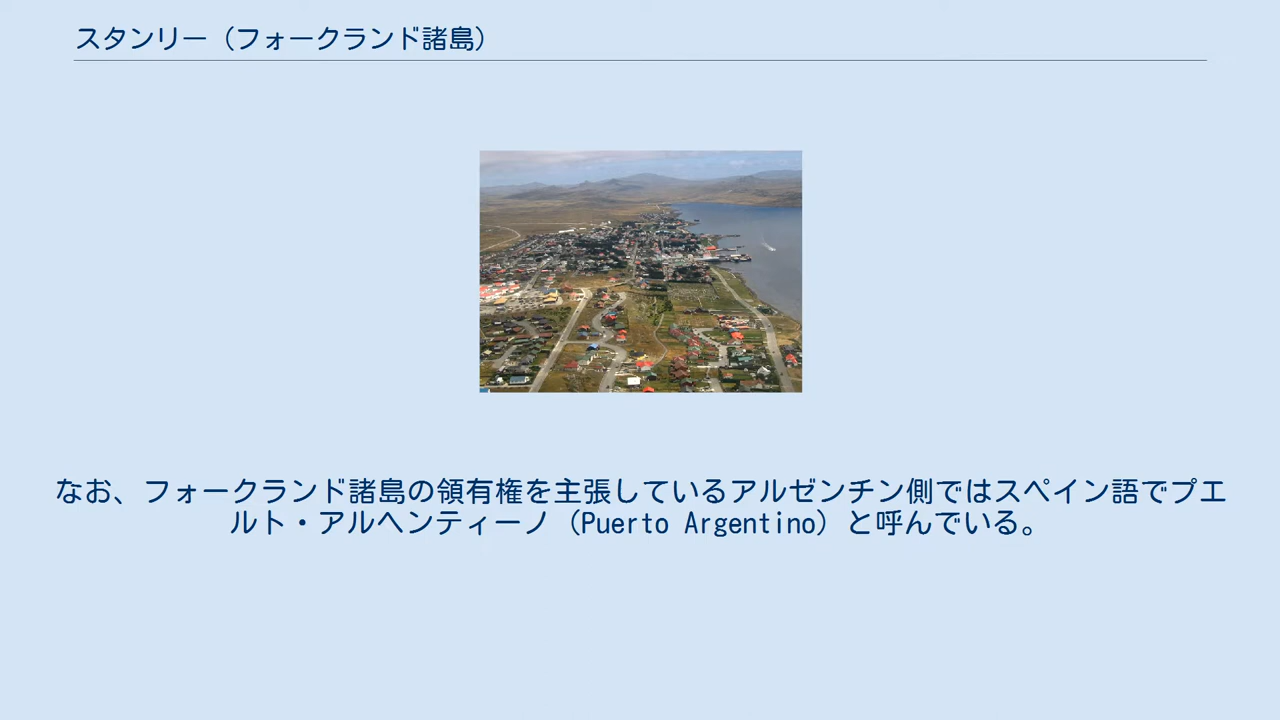 スタンリー（フォークランド諸島）
なお、フォークランド諸島の領有権を主張しているアルゼンチン側ではスペイン語でプエ
ルト・アルヘンティーノ（Puerto Argentino）と呼んでいる。